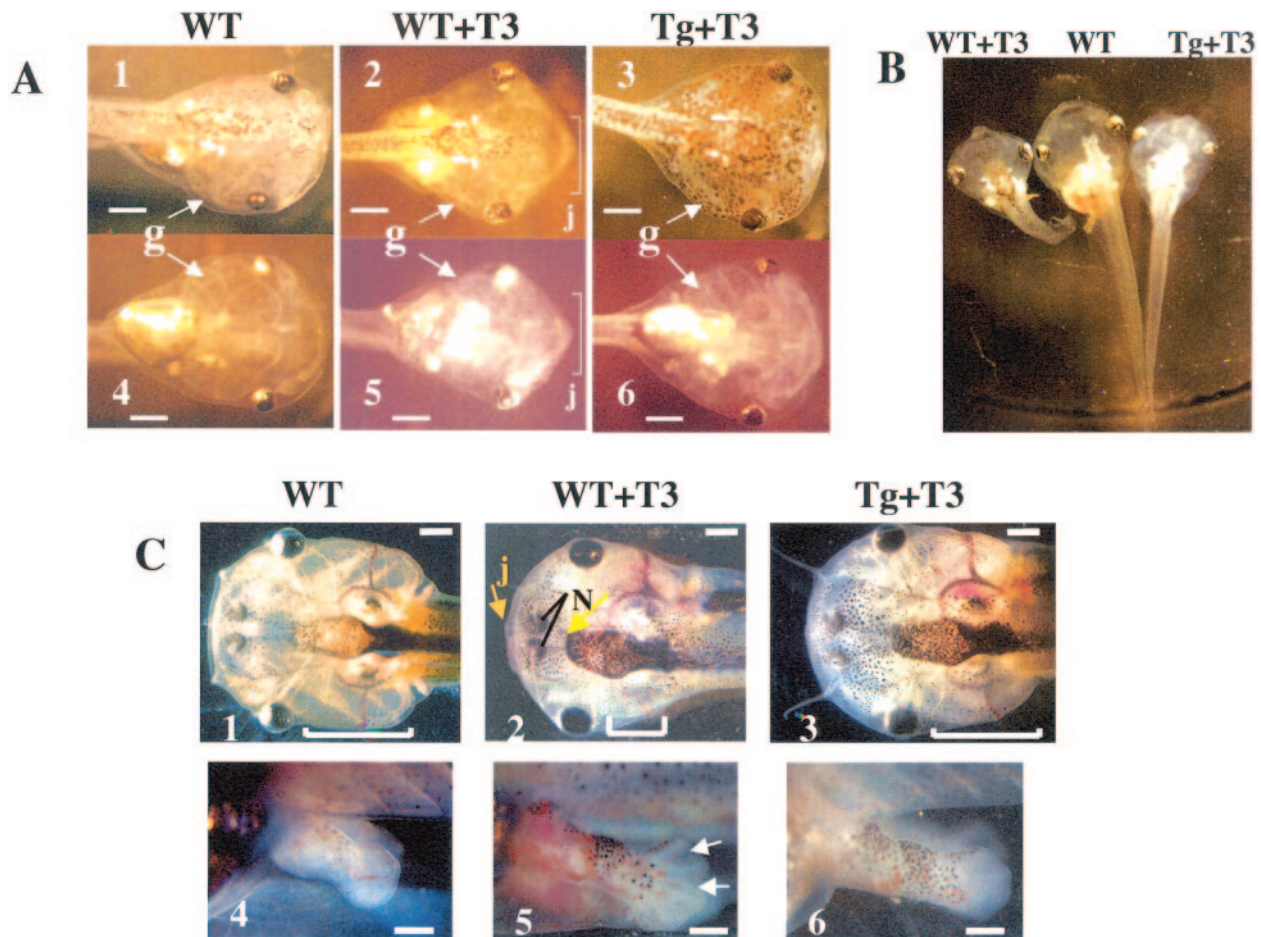 WT WT+T3 Tg+T3
A
1 2 3
g g j
g g
4 5 6
j
B
WT+T3 WT Tg+T3
C
WT WT+T3 Tg+T3
j N
1 2 3
4 5 6